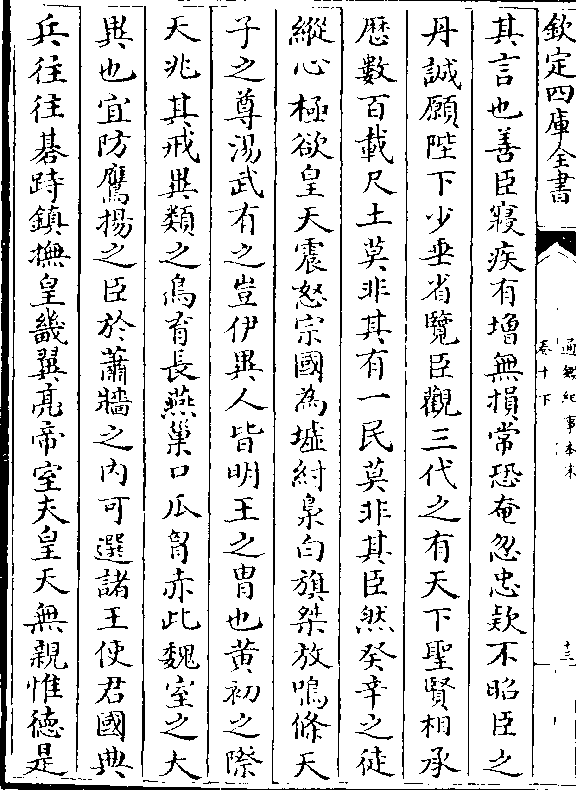 欽定四庫全書
通鑑紀事本末
卷十下
十三
其言也善臣寢疾有增無損常恐奄忽忠欵不昭臣之
丹誠願陛下少垂省覽臣觀三代之有天下聖賢相承
歴數百載尺土莫非其有一民莫非其臣然癸辛之徒
縱心極欲皇天震怒宗國為墟紂梟白旗桀放鳴條天
子之尊湯武有之豈伊異人皆明王之胄也黄初之際
天兆其戒異類之鳥育長燕巢口爪胷赤此魏室之大
異也宜防鷹揚之臣於蕭牆之内可選諸王使君國典
兵往往碁跱鎮撫皇畿翼亮帝室夫皇天無親惟德是